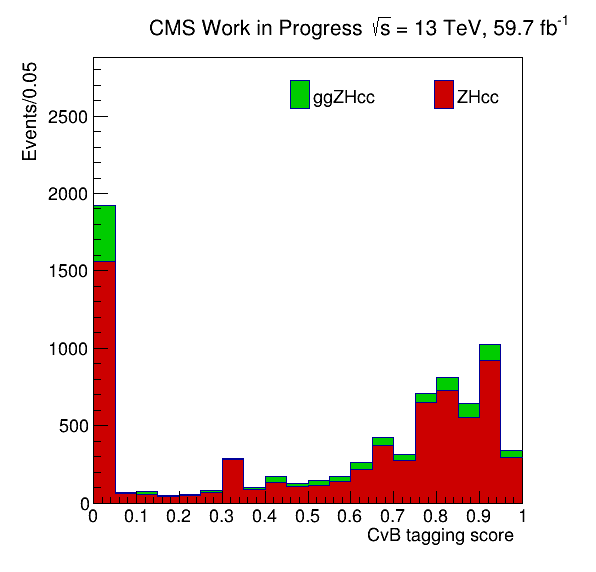 CMS Work in Progress √s = 13 TeV, 59.7 fb⁻¹
Events/0.05
ggZHcc ZHcc
2500
2000
1500
1000
500
0
0 0.1 0.2 0.3 0.4 0.5 0.6 0.7 0.8 0.9 1
CvB tagging score